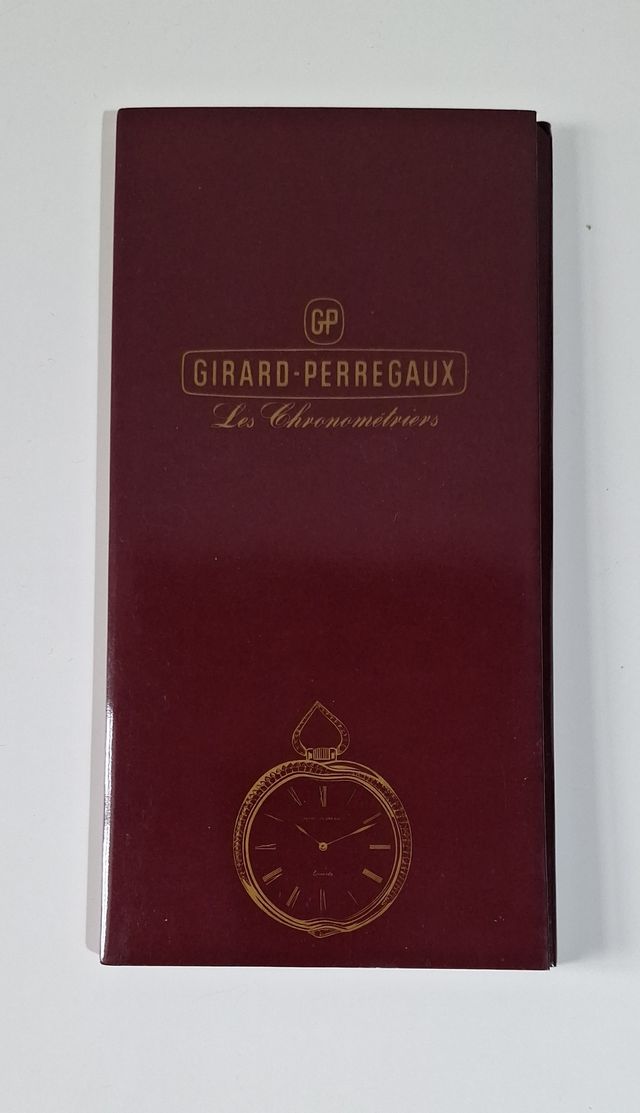 GP
GIRARD-PERREGAUX
Les Chronométriers